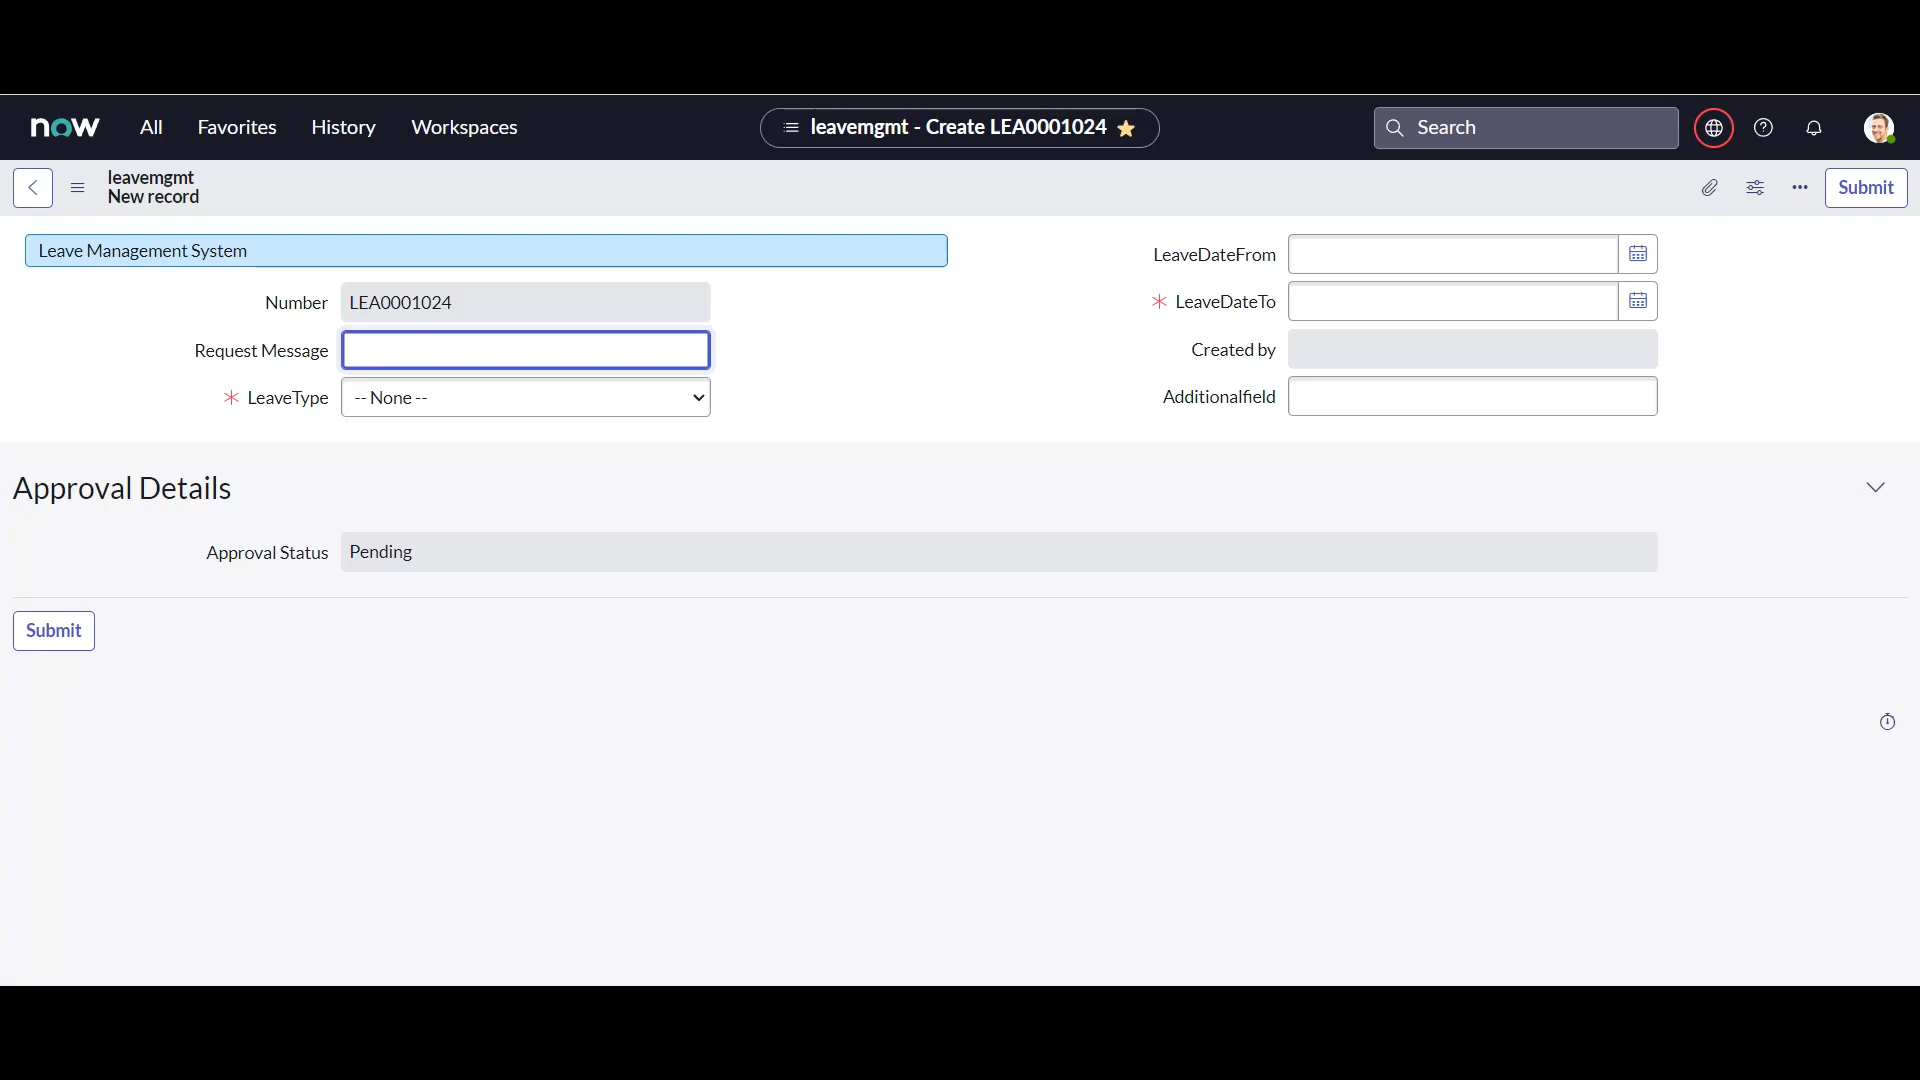 now
All
Favorites
History
Workspaces
leavemgmt - Create LEA0001024
Search
leavemgmt
New record
Submit
Leave Management System
Number
LEA0001024
Request Message
LeaveType
-- None --
LeaveDateFrom
LeaveDateTo
Created by
Additionalfield
Approval Details
Approval Status
Pending
Submit